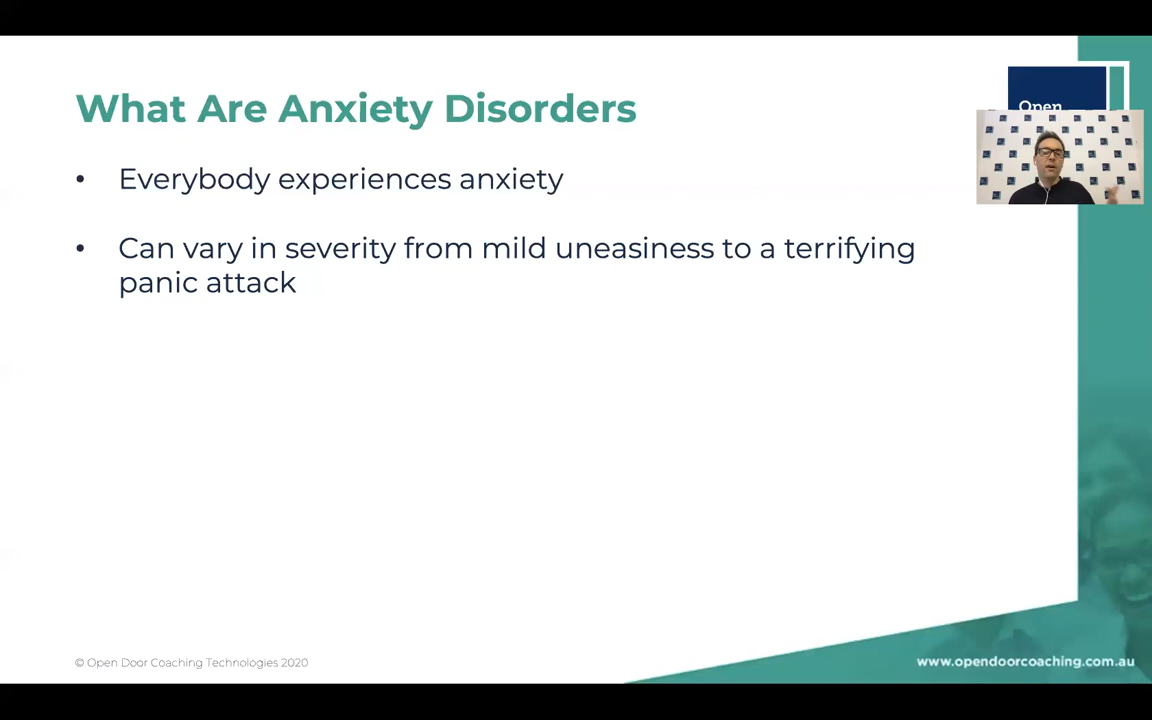 What Are Anxiety Disorders
Open
• Everybody experiences anxiety
• Can vary in severity from mild uneasiness to a terrifying
panic attack
© Open Door Coaching Technologies 2020
www.opendoorcoaching.com.au